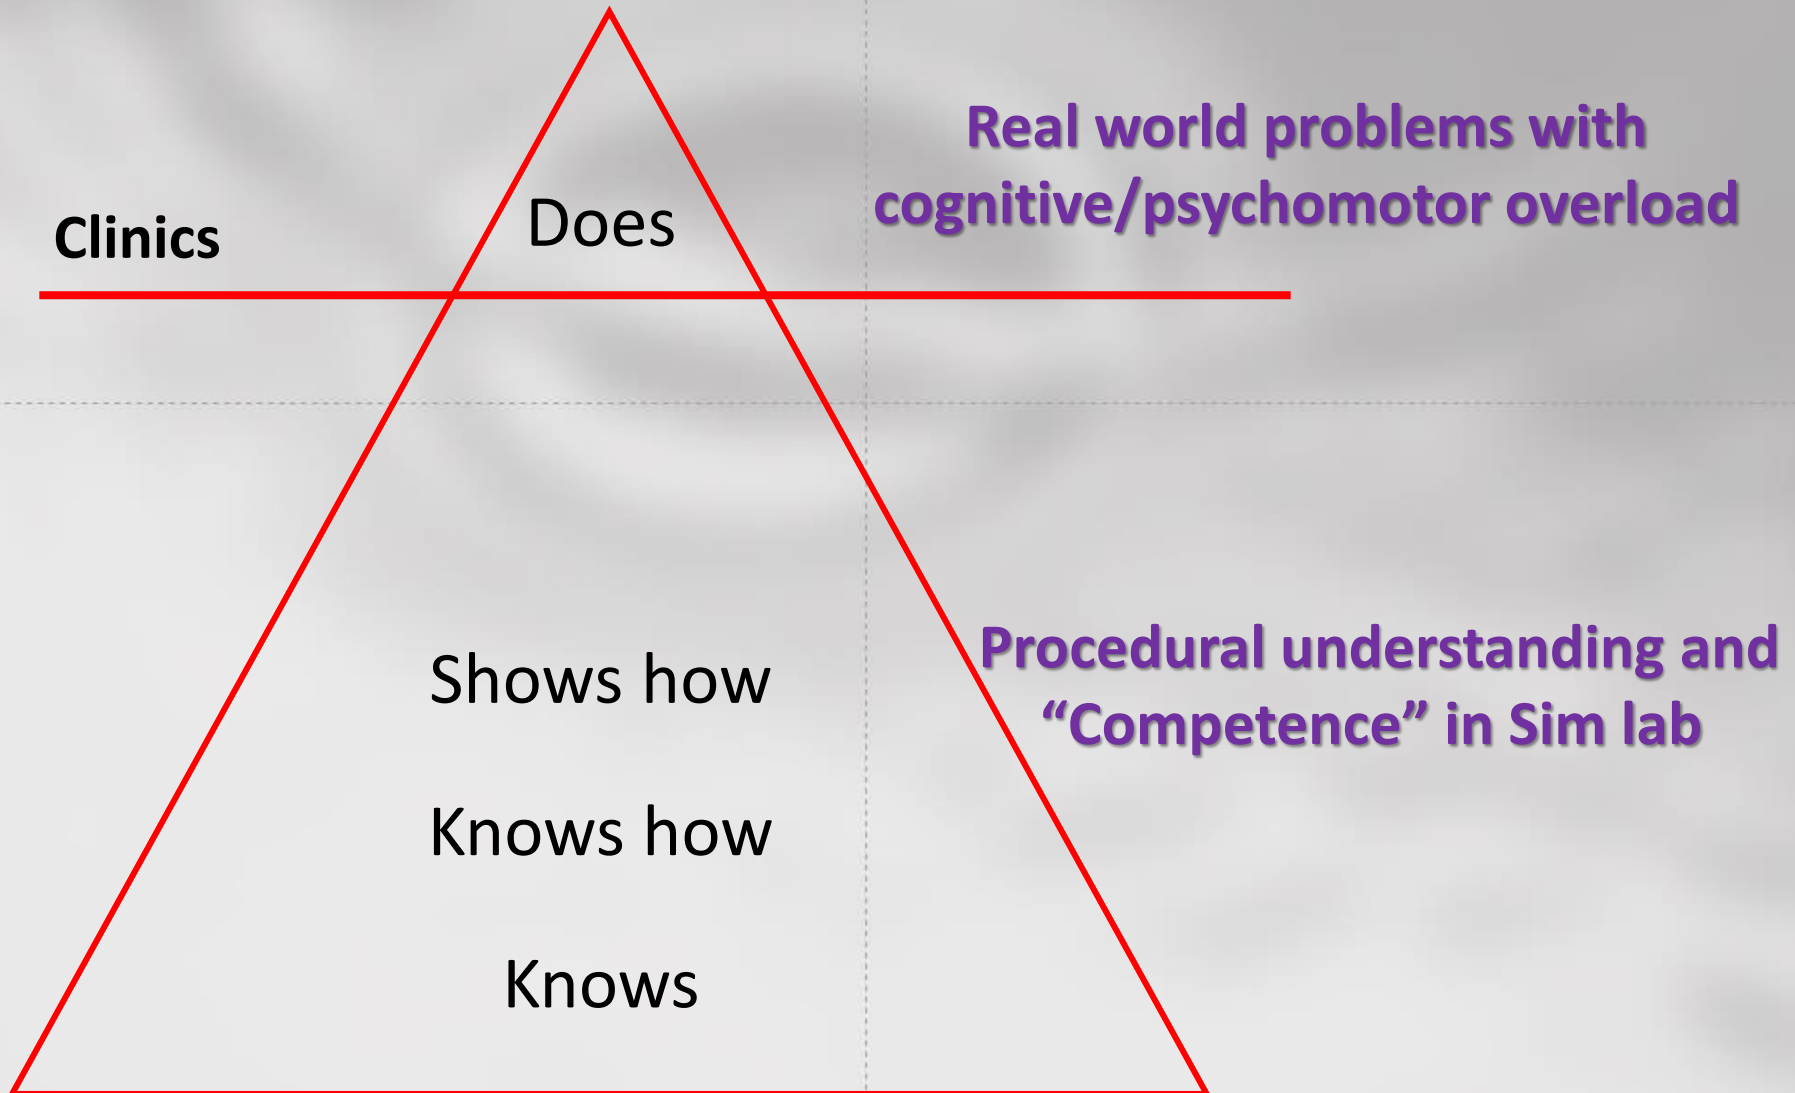 Real world problems with
cognitive/psychomotor overload
Clinics
Does
Shows how
Procedural understanding and
“Competence” in Sim lab
Knows how
Knows